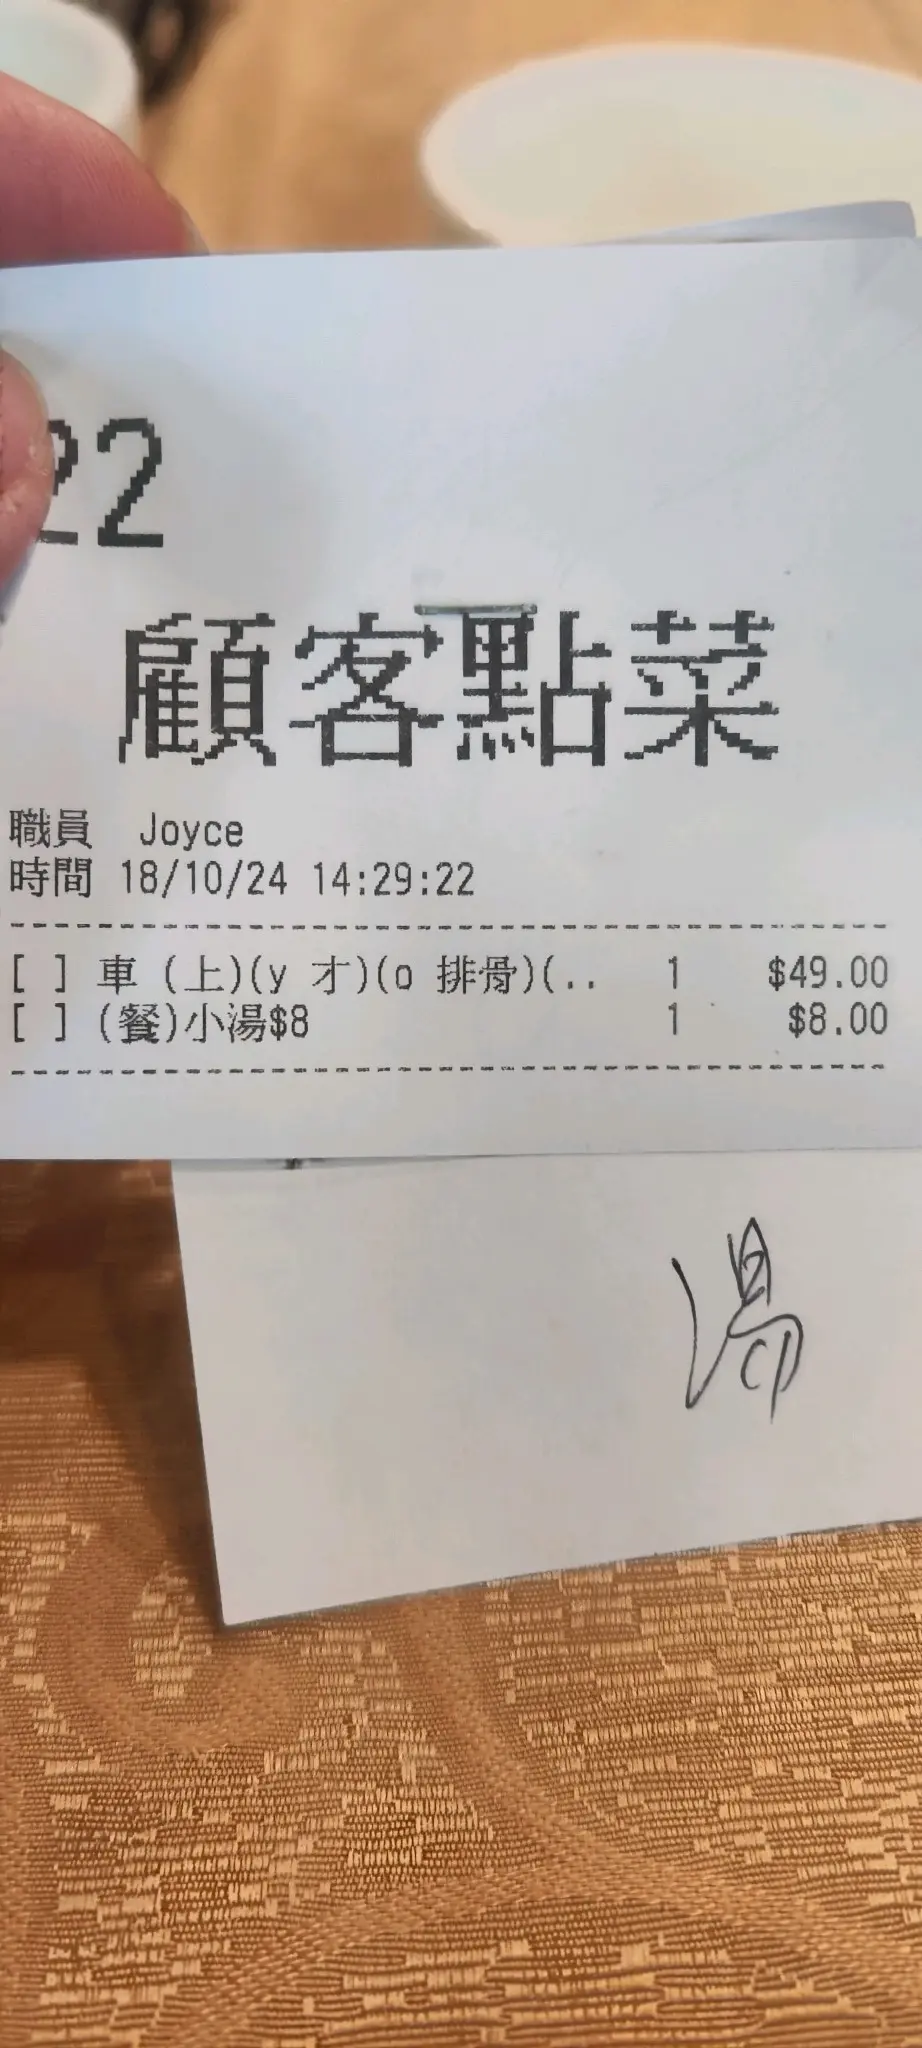 22
顧客點菜
職員 Joyce
時間 18/10/24 14:29:22
[ ] 車 (上)(y 才)(o 排骨)(.. 1 $49.00
[ ] (餐)小湯$8 1 $8.00
湯